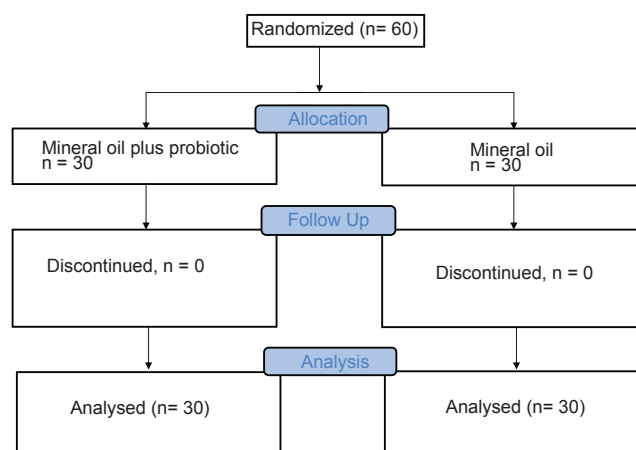 Randomized (n= 60)
Allocation
Mineral oil plus probiotic
n = 30
Mineral oil
n = 30
Follow Up
Discontinued, n = 0
Discontinued, n = 0
Analysis
Analysed (n= 30)
Analysed (n= 30)